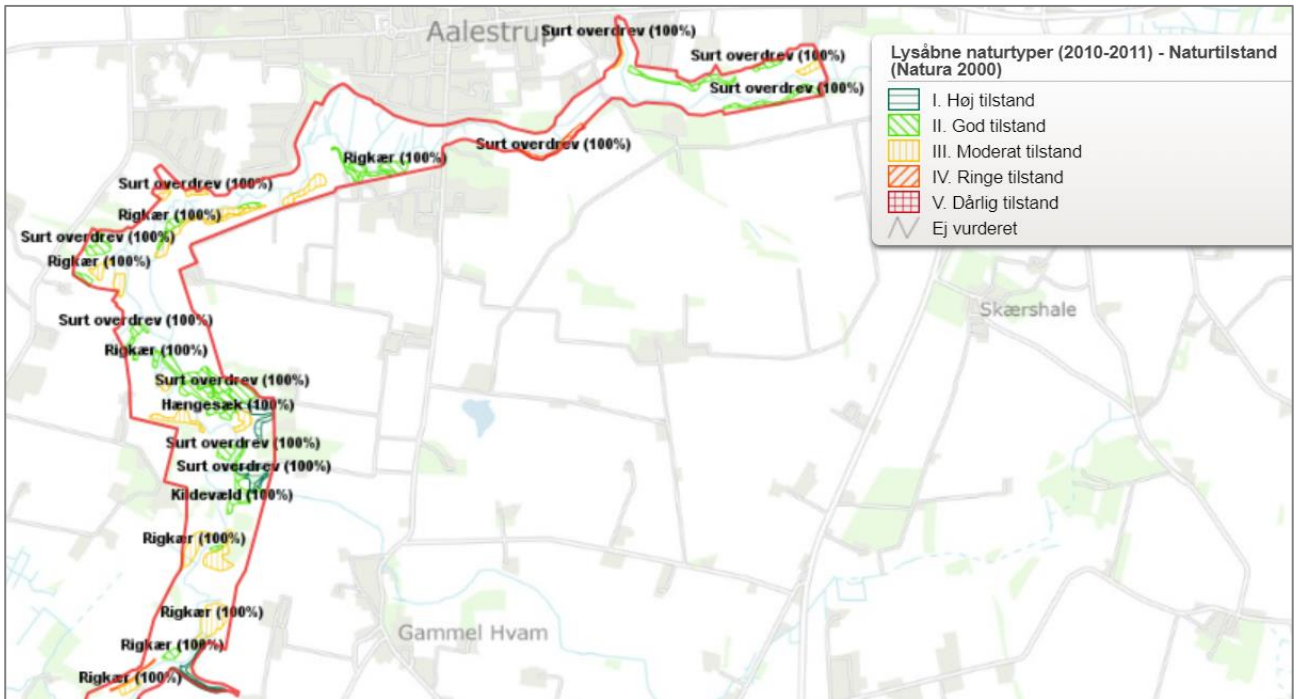 Aalestrup
Surt overdrev (100%)
Surt overdrev (100%)
Surt overdrev (100%)
Surt overdrev (100%)
Rigkær (100%)
Surt overdrev (100%)
Rigkær (100%)
Surt overdrev (100%)
Rigkær (100%)
Surt overdrev (100%)
Rigkær (100%)
Surt overdrev (100%)
Hængesæk (100%)
Surt overdrev (100%)
Surt overdrev (100%)
Kildevæld (100%)
Rigkær (100%)
Rigkær (100%)
Rigkær (100%)
Rigkær (100%)
Skærshale
Gammel Hvam
Lysåbne naturtyper (2010-2011) - Naturtilstand
(Natura 2000)
I. Høj tilstand
II. God tilstand
III. Moderat tilstand
IV. Ringe tilstand
V. Dårlig tilstand
Ej vurderet